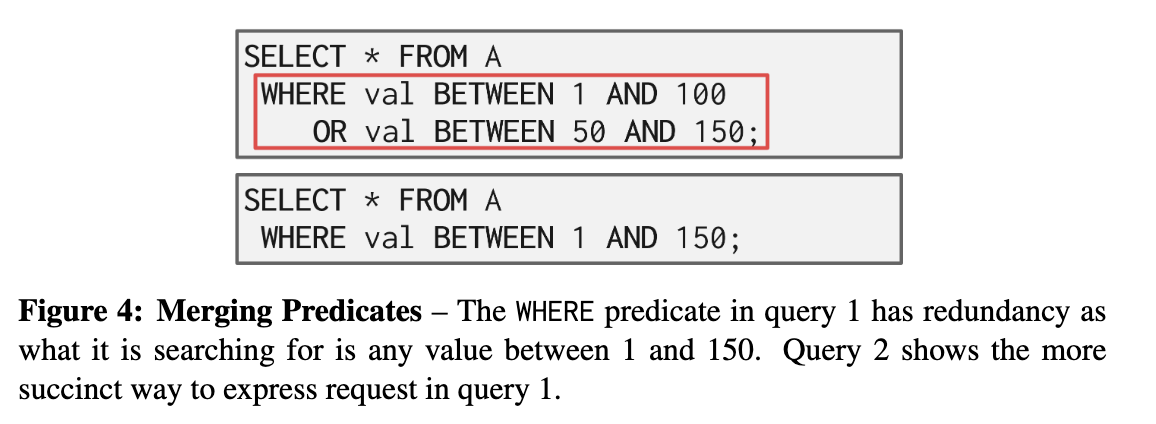 SELECT * FROM A
WHERE val BETWEEN 1 AND 100
OR val BETWEEN 50 AND 150;
SELECT * FROM A
WHERE val BETWEEN 1 AND 150;
Figure 4: Merging Predicates – The WHERE predicate in query 1 has redundancy as
what it is searching for is any value between 1 and 150. Query 2 shows the more
succinct way to express request in query 1.